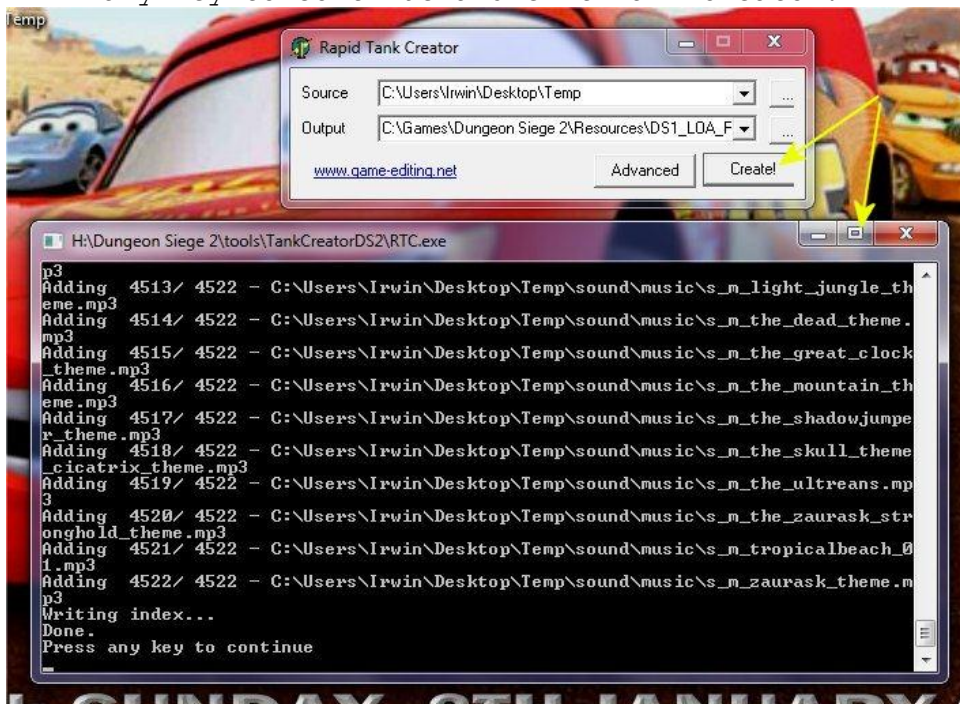 Temp
Rapid Tank Creator
Source C:\Users\Irwin\Desktop\Temp ...
Output C:\Games\Dungeon Siege 2\Resources\DS1_LOA_F ...
www.game-editing.net Advanced Create!
H:\Dungeon Siege 2\tools\TankCreatorDS2\RTC.exe
p3
Adding 4513/ 4522 - C:\Users\Irwin\Desktop\Temp\sound\music\s_m_light_jungle_th
eme.mp3
Adding 4514/ 4522 - C:\Users\Irwin\Desktop\Temp\sound\music\s_m_the_dead_theme.
mp3
Adding 4515/ 4522 - C:\Users\Irwin\Desktop\Temp\sound\music\s_m_the_great_clock
_theme.mp3
Adding 4516/ 4522 - C:\Users\Irwin\Desktop\Temp\sound\music\s_m_the_mountain_th
eme.mp3
Adding 4517/ 4522 - C:\Users\Irwin\Desktop\Temp\sound\music\s_m_the_shadowjumpe
r_theme.mp3
Adding 4518/ 4522 - C:\Users\Irwin\Desktop\Temp\sound\music\s_m_the_skull_theme
_cicatrix_theme.mp3
Adding 4519/ 4522 - C:\Users\Irwin\Desktop\Temp\sound\music\s_m_the_ultreans.mp
3
Adding 4520/ 4522 - C:\Users\Irwin\Desktop\Temp\sound\music\s_m_the_zaurask_str
onghold_theme.mp3
Adding 4521/ 4522 - C:\Users\Irwin\Desktop\Temp\sound\music\s_m_tropicalbeach_0
1.mp3
Adding 4522/ 4522 - C:\Users\Irwin\Desktop\Temp\sound\music\s_m_zaurask_theme.m
p3
Writing index...
Done.
Press any key to continue
SUNDAY 8TH JANUARY